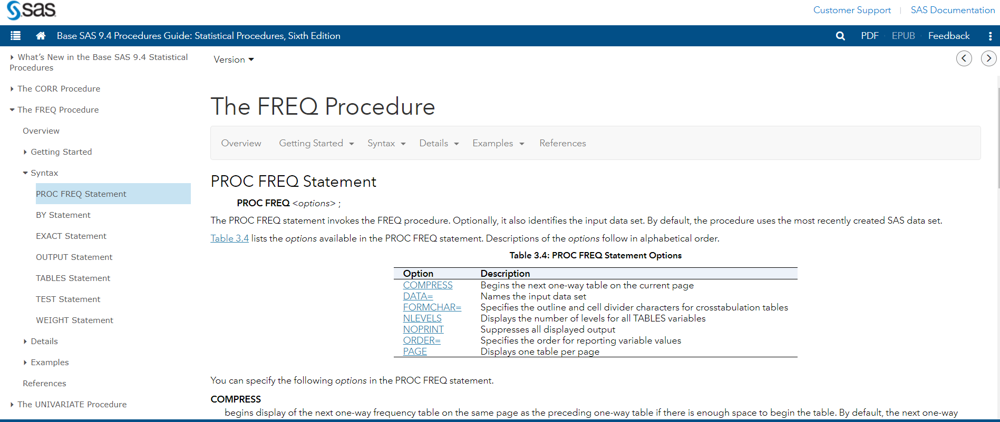 sas
Customer Support | SAS Documentation
Base SAS 9.4 Procedures Guide: Statistical Procedures, Sixth Edition
PDF · EPUB · Feedback
What's New in the Base SAS 9.4 Statistical
Procedures
The CORR Procedure
The FREQ Procedure
Overview
Getting Started
Syntax
PROC FREQ Statement
BY Statement
EXACT Statement
OUTPUT Statement
TABLES Statement
TEST Statement
WEIGHT Statement
Details
Examples
References
The UNIVARIATE Procedure
Version
The FREQ Procedure
Overview Getting Started Syntax Details Examples References
PROC FREQ Statement
PROC FREQ <options> ;
The PROC FREQ statement invokes the FREQ procedure. Optionally, it also identifies the input data set. By default, the procedure uses the most recently created SAS data set.
Table 3.4 lists the options available in the PROC FREQ statement. Descriptions of the options follow in alphabetical order.
Table 3.4: PROC FREQ Statement Options
Option Description
COMPRESS Begins the next one-way table on the current page
DATA= Names the input data set
FORMCHAR= Specifies the outline and cell divider characters for crosstabulation tables
NLEVELS Displays the number of levels for all TABLES variables
NOPRINT Suppresses all displayed output
ORDER= Specifies the order for reporting variable values
PAGE Displays one table per page
You can specify the following options in the PROC FREQ statement.
COMPRESS
begins display of the next one-way frequency table on the same page as the preceding one-way table if there is enough space to begin the table. By default, the next one-way